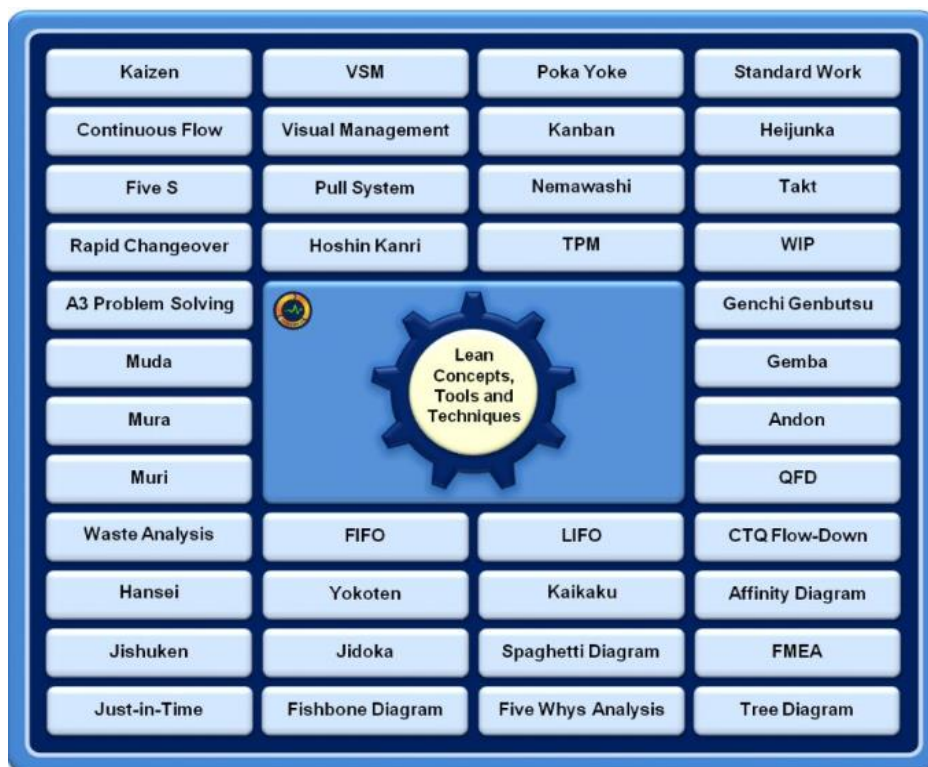 Kaizen
VSM
Poka Yoke
Standard Work
Continuous Flow
Visual Management
Kanban
Heijunka
Five S
Pull System
Nemawashi
Takt
Rapid Changeover
Hoshin Kanri
TPM
WIP
A3 Problem Solving
Genchi Genbutsu
Muda
Lean
Concepts,
Tools and
Techniques
Gemba
Mura
Andon
Muri
QFD
Waste Analysis
FIFO
LIFO
CTQ Flow-Down
Hansei
Yokoten
Kaikaku
Affinity Diagram
Jishuken
Jidoka
Spaghetti Diagram
FMEA
Just-in-Time
Fishbone Diagram
Five Whys Analysis
Tree Diagram